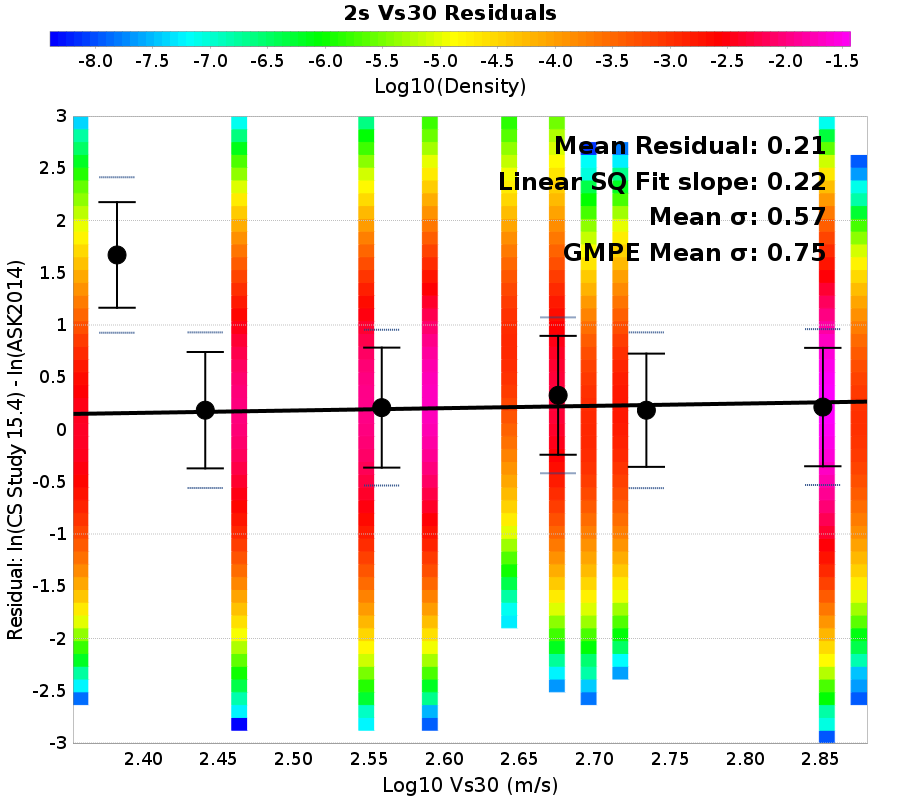 2s Vs30 Residuals
-8.0 -7.5 -7.0 -6.5 -6.0 -5.5 -5.0 -4.5 -4.0 -3.5 -3.0 -2.5 -2.0 -1.5
Log10(Density)
Mean Residual: 0.21
Linear SQ Fit slope: 0.22
Mean σ: 0.57
GMPE Mean σ: 0.75
Residual: ln(CS Study 15.4) - ln(ASK2014)
3
2.5
2
1.5
1
0.5
0
-0.5
-1
-1.5
-2
-2.5
-3
2.40 2.45 2.50 2.55 2.60 2.65 2.70 2.75 2.80 2.85
Log10 Vs30 (m/s)